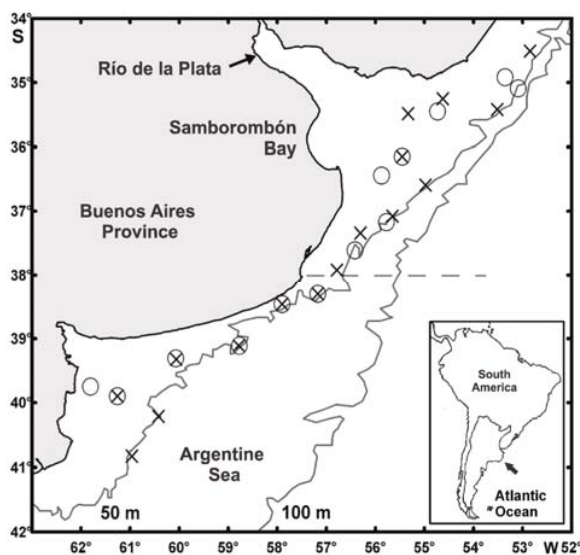 34°
S
35°
36°
37°
38°
39°
40°
41°
42°
Río de la Plata
Samborombón
Bay
Buenos Aires
Province
Argentine
Sea
50 m
100 m
South
America
Atlantic
*Ocean
62° 61° 60° 59° 58° 57° 56° 55° 54° 53° W 52°